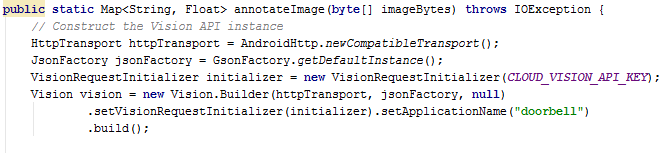 public static Map<String, Float> annotateImage(byte[] imageBytes) throws IOException {
// Construct the Vision API instance
HttpTransport httpTransport = AndroidHttp.newCompatibleTransport();
JsonFactory jsonFactory = GsonFactory.getDefaultInstance();
VisionRequestInitializer initializer = new VisionRequestInitializer(CLOUD_VISION_API_KEY);
Vision vision = new Vision.Builder(httpTransport, jsonFactory, null)
.setVisionRequestInitializer(initializer).setApplicationName("doorbell")
.build();